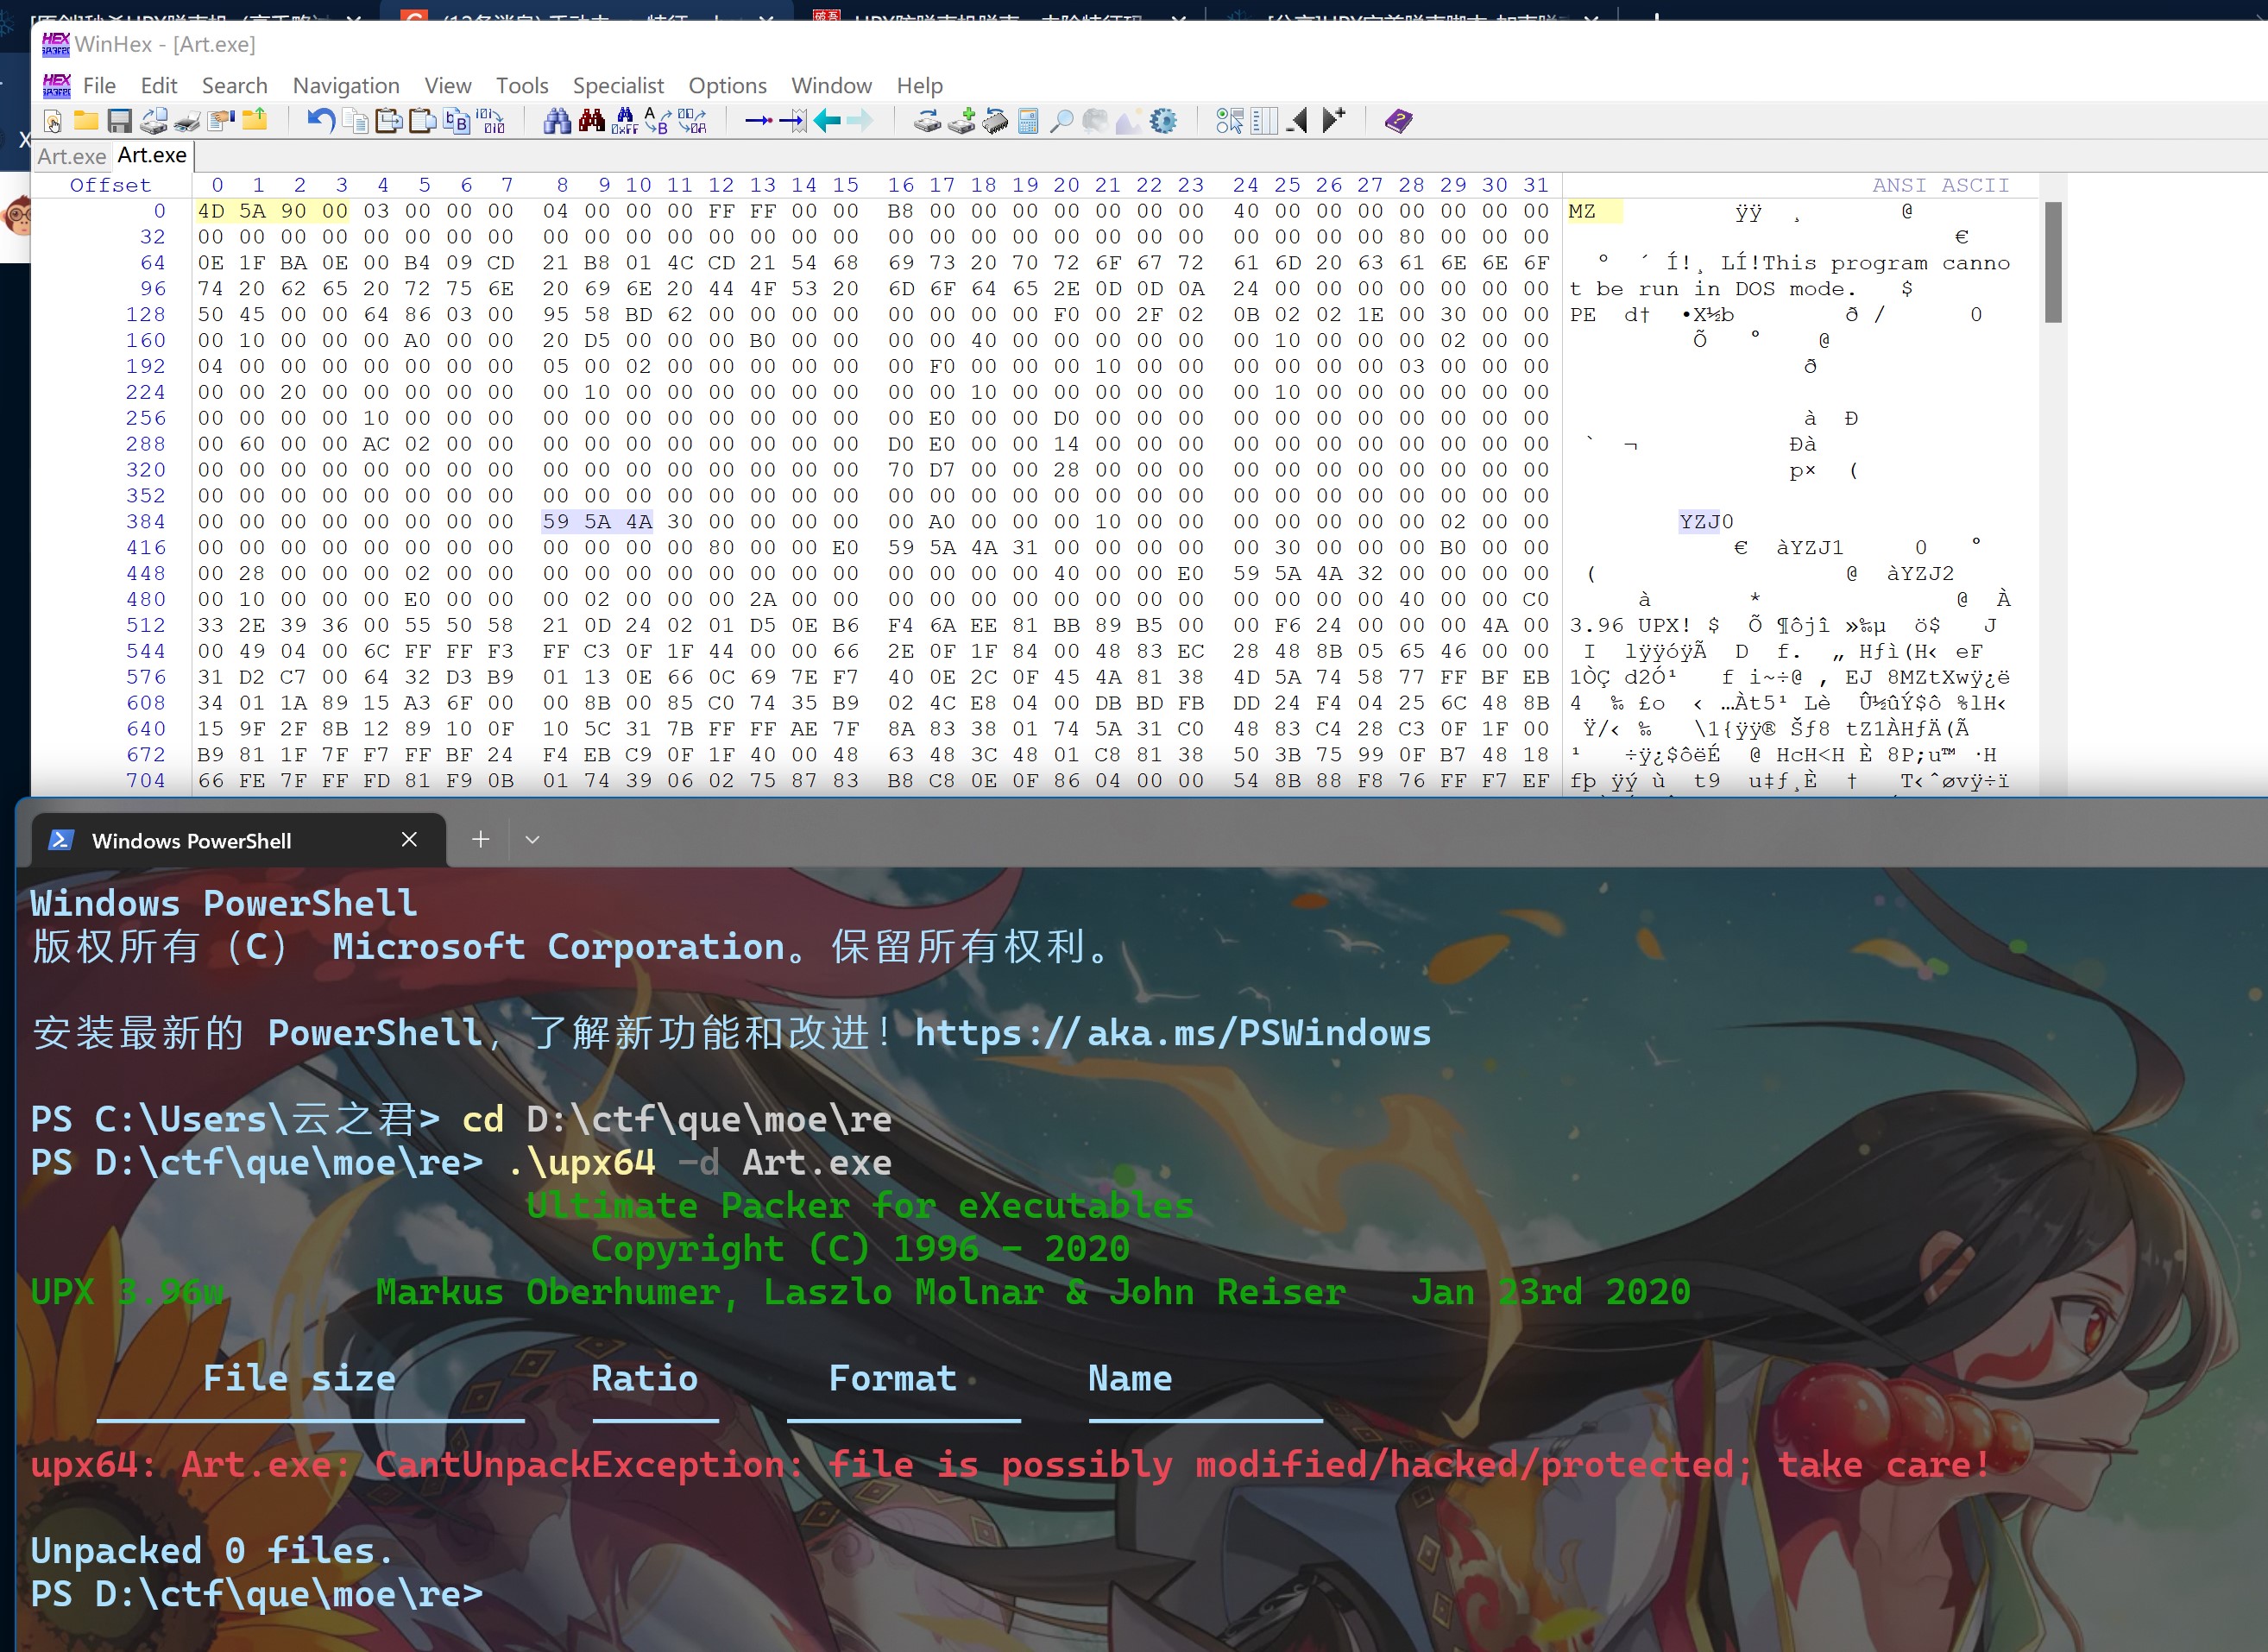 WinHex - [Art.exe]
File Edit Search Navigation View Tools Specialist Options Window Help
Art.exe Art.exe
Offset 0 1 2 3 4 5 6 7 8 9 10 11 12 13 14 15 16 17 18 19 20 21 22 23 24 25 26 27 28 29 30 31 ANSI ASCII
0 4D 5A 90 00 03 00 00 00 04 00 00 00 FF FF 00 00 B8 00 00 00 00 00 00 00 40 00 00 00 00 00 00 00 MZ ÿÿ ¸ @
32 00 00 00 00 00 00 00 00 00 00 00 00 00 00 00 00 00 00 00 00 00 00 00 00 00 00 00 00 80 00 00 00 €
64 0E 1F BA 0E 00 B4 09 CD 21 B8 01 4C CD 21 54 68 69 73 20 70 72 6F 67 72 61 6D 20 63 61 6E 6E 6F º ´ Í!¸ LÍ!This program canno
96 74 20 62 65 20 72 75 6E 20 69 6E 20 44 4F 53 20 6D 6F 64 65 2E 0D 0D 0A 24 00 00 00 00 00 00 00 t be run in DOS mode. $
128 50 45 00 00 64 86 03 00 95 58 BD 62 00 00 00 00 00 00 00 00 F0 00 2F 02 0B 02 02 1E 00 30 00 00 PE d† •X½b ð / 0
160 00 10 00 00 00 A0 00 00 20 D5 00 00 00 B0 00 00 00 00 40 00 00 00 00 00 00 10 00 00 00 02 00 00 Õ ° @
192 04 00 00 00 00 00 00 00 05 00 02 00 00 00 00 00 00 F0 00 00 00 10 00 00 00 00 00 00 03 00 00 00 ð
224 00 00 20 00 00 00 00 00 00 10 00 00 00 00 00 00 00 00 10 00 00 00 00 00 00 10 00 00 00 00 00 00
256 00 00 00 00 10 00 00 00 00 00 00 00 00 00 00 00 00 E0 00 00 D0 00 00 00 00 00 00 00 00 00 00 00 à Ð
288 00 60 00 00 AC 02 00 00 00 00 00 00 00 00 00 00 D0 E0 00 00 14 00 00 00 00 00 00 00 00 00 00 00 ` ¬ Ðà
320 00 00 00 00 00 00 00 00 00 00 00 00 00 00 00 00 70 D7 00 00 28 00 00 00 00 00 00 00 00 00 00 00 p× (
352 00 00 00 00 00 00 00 00 00 00 00 00 00 00 00 00 00 00 00 00 00 00 00 00 00 00 00 00 00 00 00 00
384 00 00 00 00 00 00 00 00 59 5A 4A 30 00 00 00 00 00 A0 00 00 00 10 00 00 00 00 00 00 00 02 00 00 YZJ0
416 00 00 00 00 00 00 00 00 00 00 00 00 80 00 00 E0 59 5A 4A 31 00 00 00 00 00 30 00 00 00 B0 00 00 € àYZJ1 0 °
448 00 28 00 00 00 02 00 00 00 00 00 00 00 00 00 00 00 00 00 00 40 00 00 E0 59 5A 4A 32 00 00 00 00 ( @ àYZJ2
480 00 10 00 00 00 E0 00 00 00 02 00 00 00 2A 00 00 00 00 00 00 00 00 00 00 00 00 00 00 40 00 00 C0 à * @ À
512 33 2E 39 36 00 55 50 58 21 0D 24 02 01 D5 0E B6 F4 6A EE 81 BB 89 B5 00 00 F6 24 00 00 00 4A 00 3.96 UPX! $ Õ ¶ôjî »‰µ ö$ J
544 00 49 04 00 6C FF FF F3 FF C3 0F 1F 44 00 00 66 2E 0F 1F 84 00 48 83 EC 28 48 8B 05 65 46 00 00 I lÿÿóÿÃ D f. „ Hƒì(H‹ eF
576 31 D2 C7 00 64 32 D3 B9 01 13 0E 66 0C 69 7E F7 40 0E 2C 0F 45 4A 81 38 4D 5A 74 58 77 FF BF EB 1ÒÇ d2Ó¹ f i~÷@ , EJ 8MZtXwÿ¿ë
608 34 01 1A 89 15 A3 6F 00 00 8B 00 85 C0 74 35 B9 02 4C E8 04 00 DB BD FB DD 24 F4 04 25 6C 48 8B 4 ‰ £o ‹ …Àt5¹ Lè Û½ûÝ$ô %lH‹
640 15 9F 2F 8B 12 89 10 0F 10 5C 31 7B FF FF AE 7F 8A 83 38 01 74 5A 31 C0 48 83 C4 28 C3 0F 1F 00 Ÿ/‹ ‰ \1{ÿÿ® Šƒ8 tZ1ÀHƒÄ(Ã
672 B9 81 1F 7F F7 FF BF 24 F4 EB C9 0F 1F 40 00 48 63 48 3C 48 01 C8 81 38 50 3B 75 99 0F B7 48 18 ¹ ÷ÿ¿$ôëÉ @ HcH<H È 8P;u™ ·H
704 66 FE 7F FF FD 81 F9 0B 01 74 39 06 02 75 87 83 B8 C8 0E 0F 86 04 00 00 54 8B 88 F8 76 FF F7 EF fþ ÿý ù t9 u‡ƒ¸È † T‹ˆøvÿ÷ï
Windows PowerShell
Windows PowerShell
版权所有 (C) Microsoft Corporation。保留所有权利。
安装最新的 PowerShell，了解新功能和改进！https://aka.ms/PSWindows
PS C:\Users\云之君> cd D:\ctf\que\moe\re
PS D:\ctf\que\moe\re> .\upx64 -d Art.exe
Ultimate Packer for eXecutables
Copyright (C) 1996 - 2020
UPX 3.96w Markus Oberhumer, Laszlo Molnar & John Reiser Jan 23rd 2020
File size Ratio Format Name
upx64: Art.exe: CantUnpackException: file is possibly modified/hacked/protected; take care!
Unpacked 0 files.
PS D:\ctf\que\moe\re>